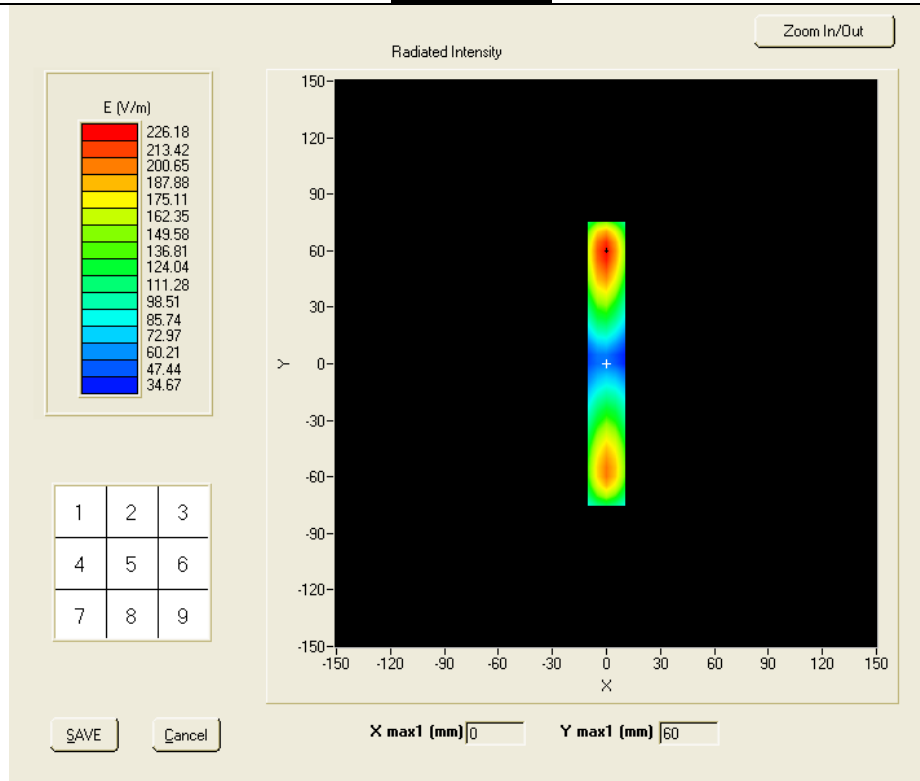 Zoom In/Out
Radiated Intensity
E (V/m)
226.18
213.42
200.65
187.88
175.11
162.35
149.58
136.81
124.04
111.28
98.51
85.74
72.97
60.21
47.44
34.67
150
120
90
60
30
0
-30
-60
-90
-120
-150
Y
-150 -120 -90 -60 -30 0 30 60 90 120 150
X
1 2 3
4 5 6
7 8 9
SAVE Cancel X max1 (mm) 0 Y max1 (mm) 60